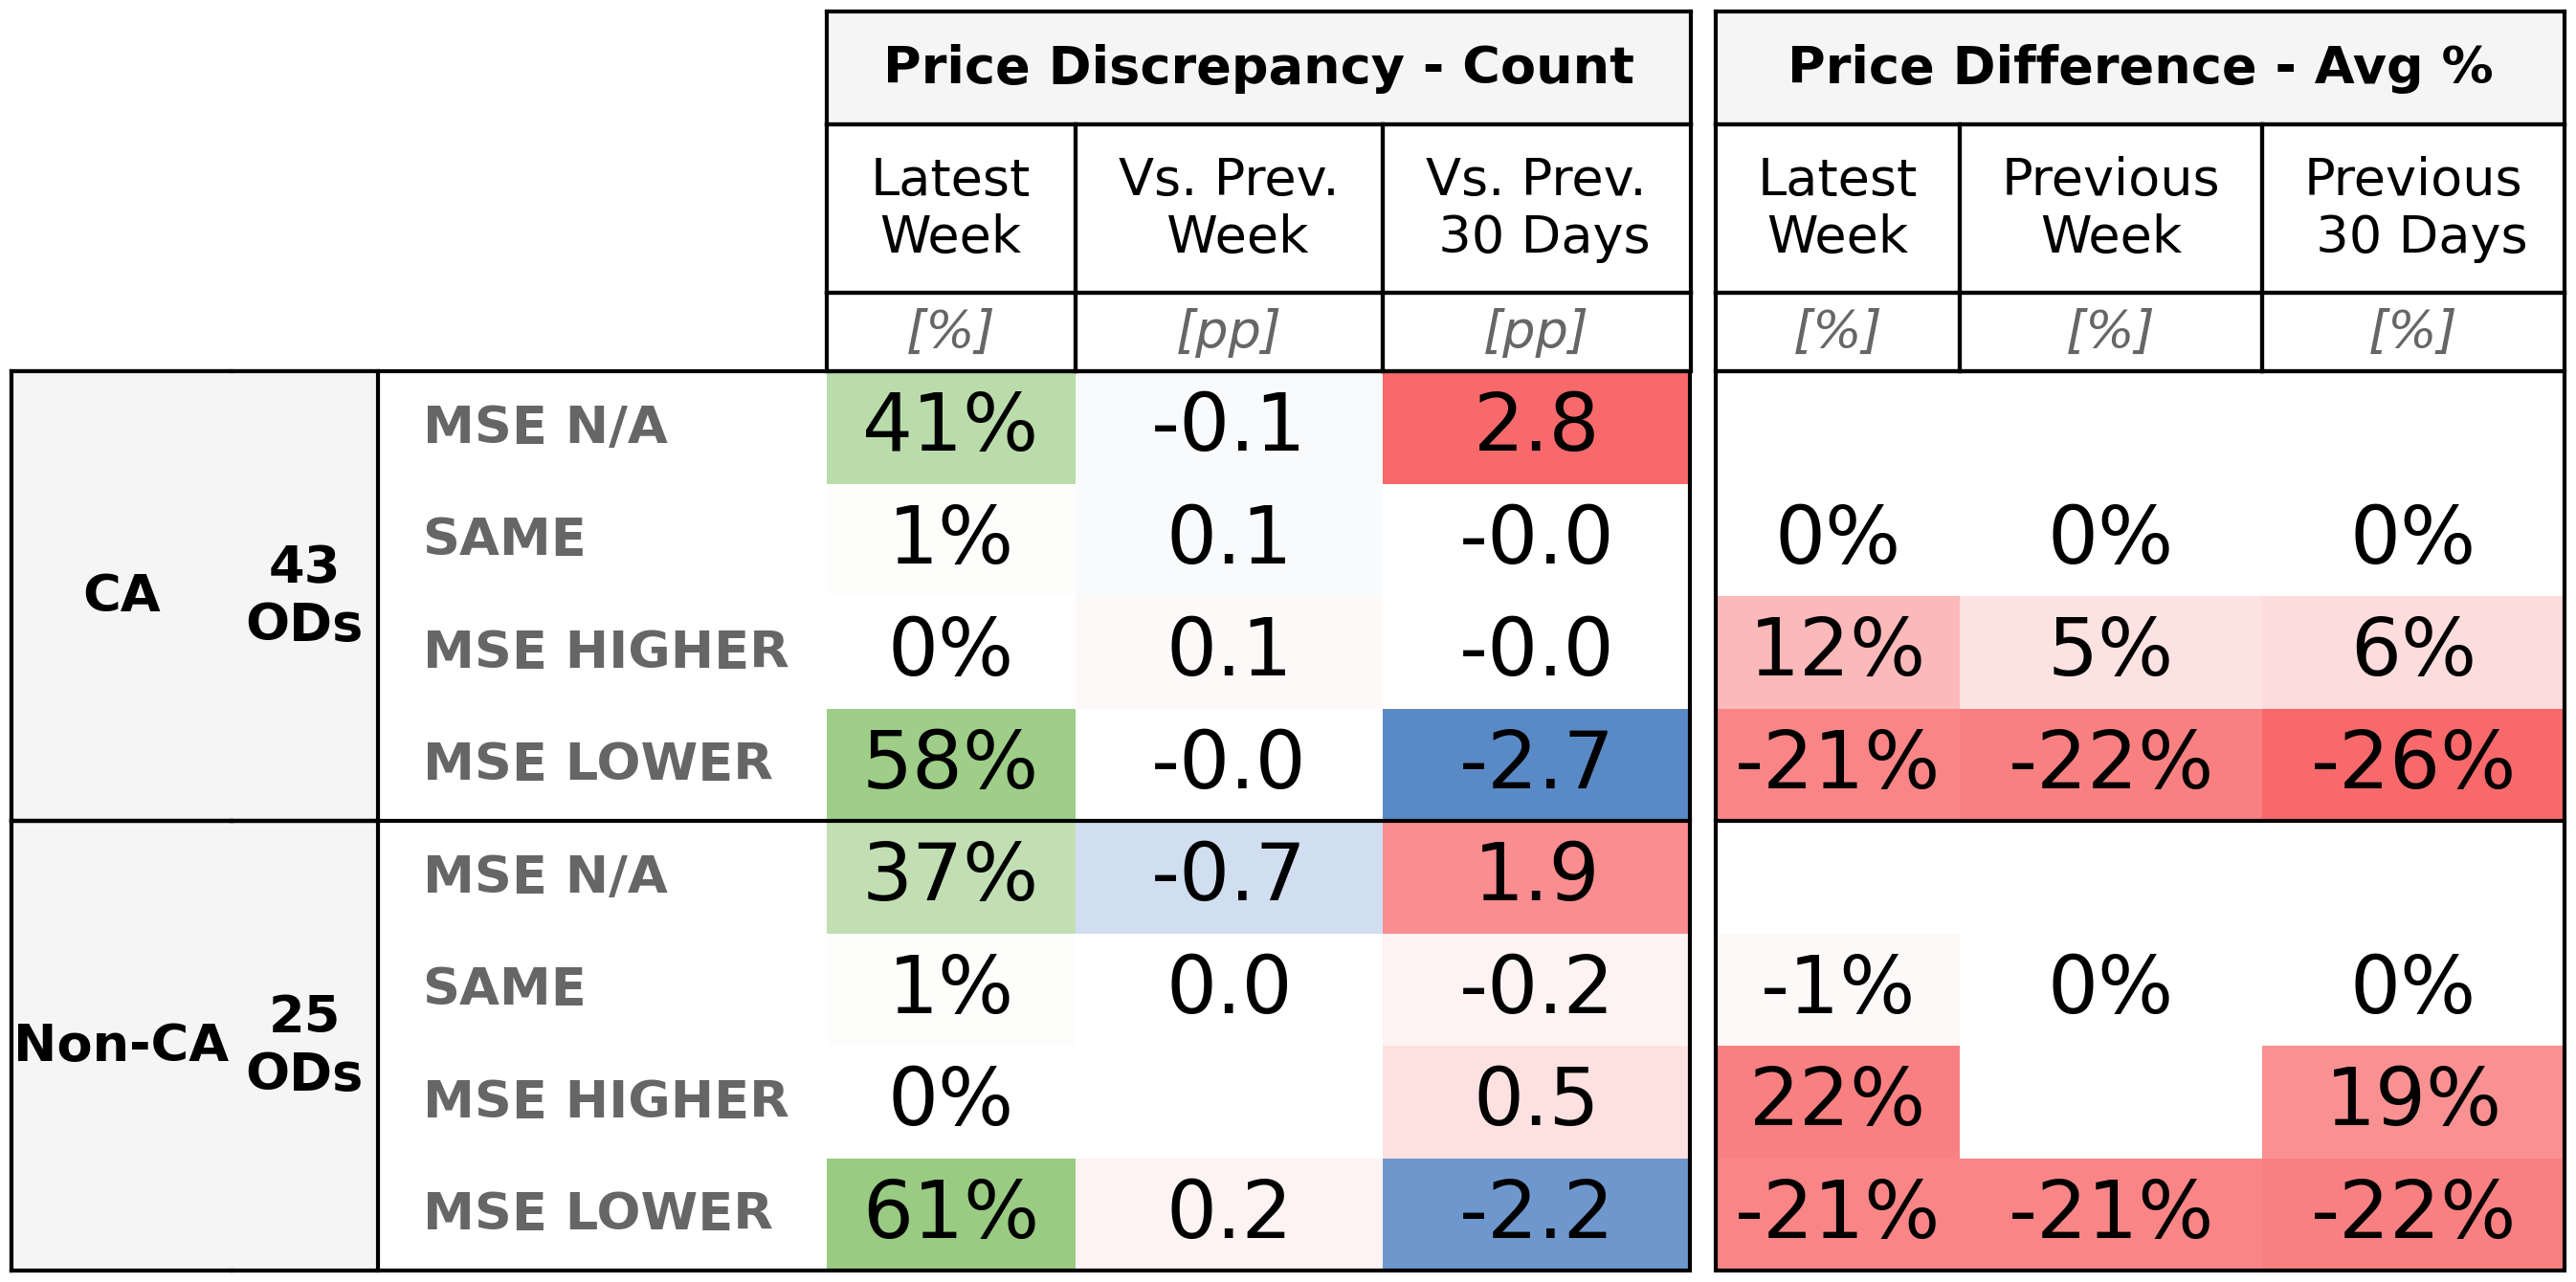 Price Discrepancy - Count
Price Difference - Avg %
Latest Week
Vs. Prev. Week
Vs. Prev. 30 Days
Latest Week
Previous Week
Previous 30 Days
[%] [pp] [pp] [%] [%] [%]
CA
43 ODs
MSE N/A 41% -0.1 2.8
SAME 1% 0.1 -0.0 0% 0% 0%
MSE HIGHER 0% 0.1 -0.0 12% 5% 6%
MSE LOWER 58% -0.0 -2.7 -21% -22% -26%
Non-CA
25 ODs
MSE N/A 37% -0.7 1.9
SAME 1% 0.0 -0.2 -1% 0% 0%
MSE HIGHER 0% 0.5 22% 19%
MSE LOWER 61% 0.2 -2.2 -21% -21% -22%